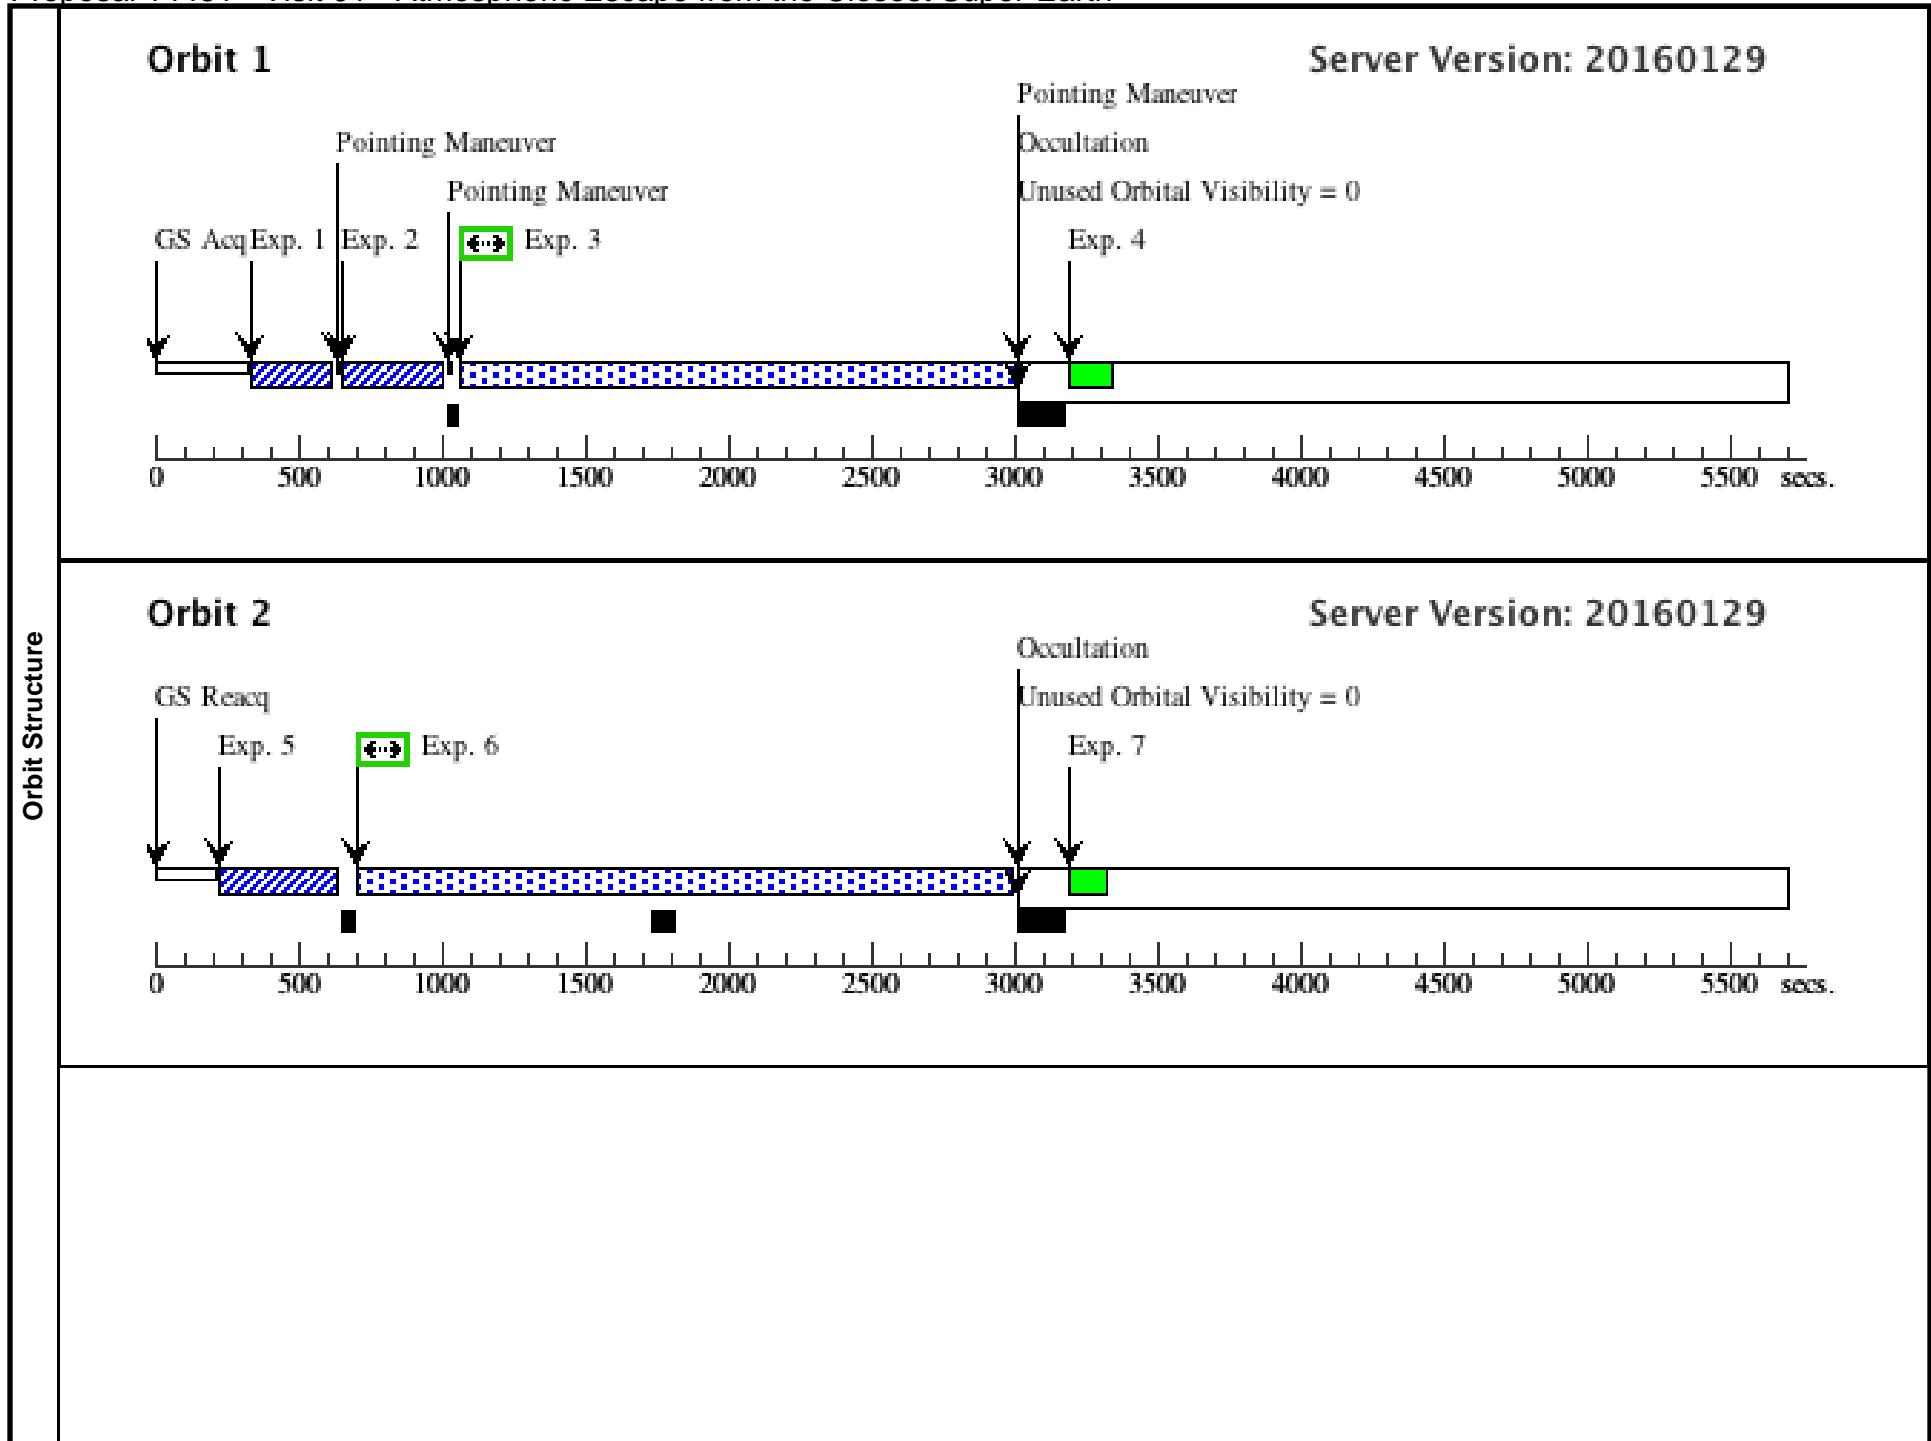 Orbit 1
Server Version: 20160129
Pointing Maneuver
Pointing Maneuver
Occultation
Pointing Maneuver
Unused Orbital Visibility = 0
GS Acq
Exp. 1
Exp. 2
Exp. 3
Exp. 4
0 500 1000 1500 2000 2500 3000 3500 4000 4500 5000 5500 secs.
Orbit Structure
Orbit 2
Server Version: 20160129
Occultation
GS Reacq
Unused Orbital Visibility = 0
Exp. 5
Exp. 6
Exp. 7
0 500 1000 1500 2000 2500 3000 3500 4000 4500 5000 5500 secs.